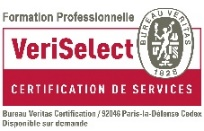 Formation Professionnelle
VeriSelect
BUREAU VERITAS
1828
CERTIFICATION DE SERVICES
Bureau Veritas Certification / 92046 Paris-la-Défense Cedex
Disponible sur demande